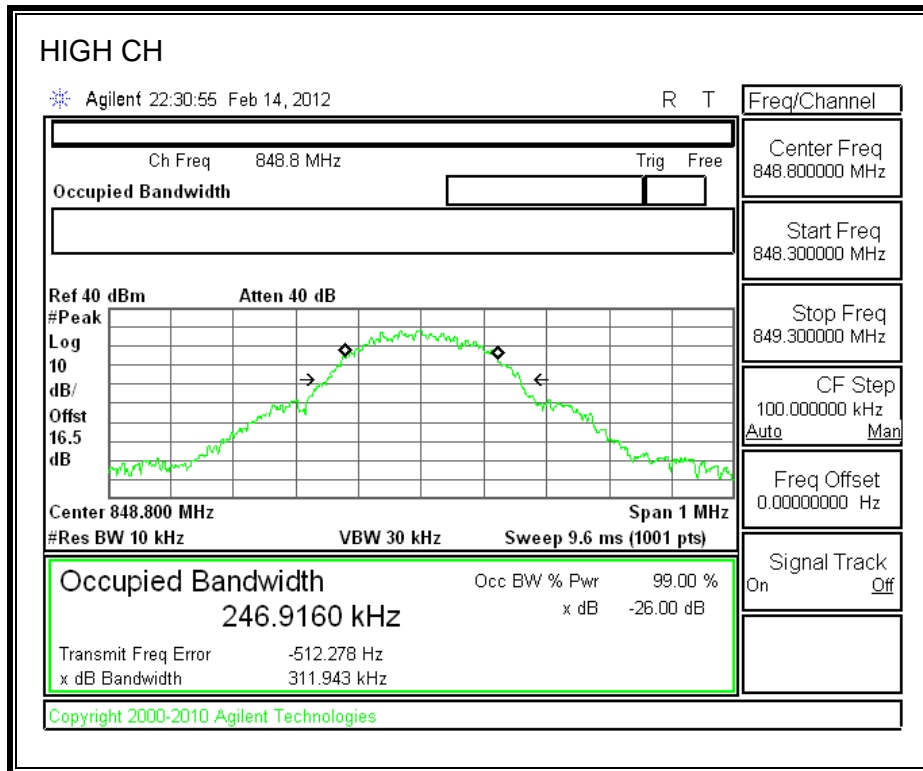 HIGH CH
Agilent 22:30:55 Feb 14, 2012 R T
Freq/Channel
Ch Freq 848.8 MHz Trig Free
Occupied Bandwidth
Center Freq
848.800000 MHz
Start Freq
848.300000 MHz
Stop Freq
849.300000 MHz
CF Step
100.000000 kHz
Auto Man
Freq Offset
0.00000000 Hz
Signal Track
On Off
Ref 40 dBm Atten 40 dB
#Peak
Log
10
dB/
Offst
16.5
dB
Center 848.800 MHz Span 1 MHz
#Res BW 10 kHz VBW 30 kHz Sweep 9.6 ms (1001 pts)
Occupied Bandwidth Occ BW % Pwr 99.00 %
246.9160 kHz x dB -26.00 dB
Transmit Freq Error -512.278 Hz
x dB Bandwidth 311.943 kHz
Copyright 2000-2010 Agilent Technologies